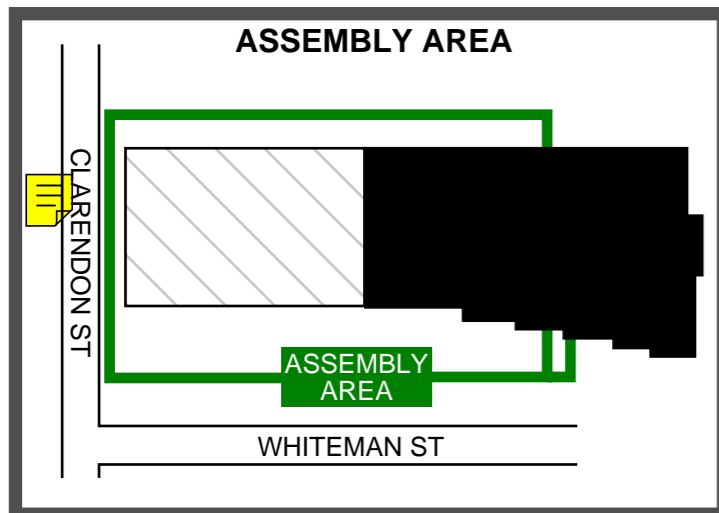 ASSEMBLY AREA
CLARENDON ST
ASSEMBLY
AREA
WHITEMAN ST